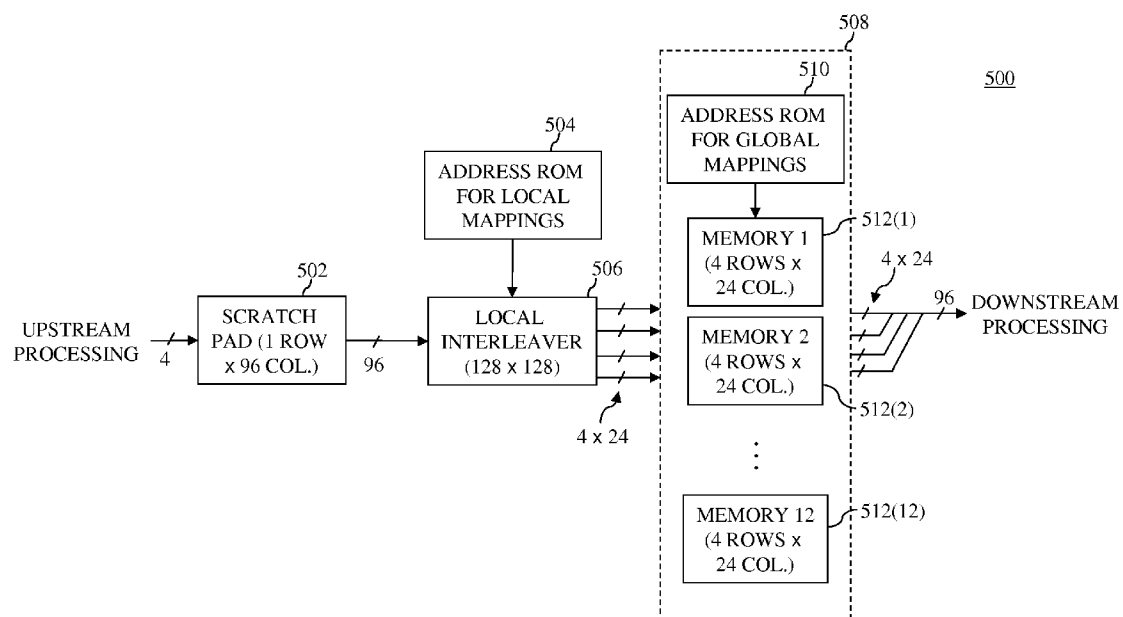 508
510
500
ADDRESS ROM
FOR GLOBAL
MAPPINGS
504
ADDRESS ROM
FOR LOCAL
MAPPINGS
512(1)
MEMORY 1
(4 ROWS x
24 COL.)
4 x 24
502
506
UPSTREAM
PROCESSING
4
SCRATCH
PAD (1 ROW
x 96 COL.)
96
LOCAL
INTERLEAVER
(128 x 128)
4 x 24
MEMORY 2
(4 ROWS x
24 COL.)
512(2)
96
DOWNSTREAM
PROCESSING
MEMORY 12
(4 ROWS x
24 COL.)
512(12)